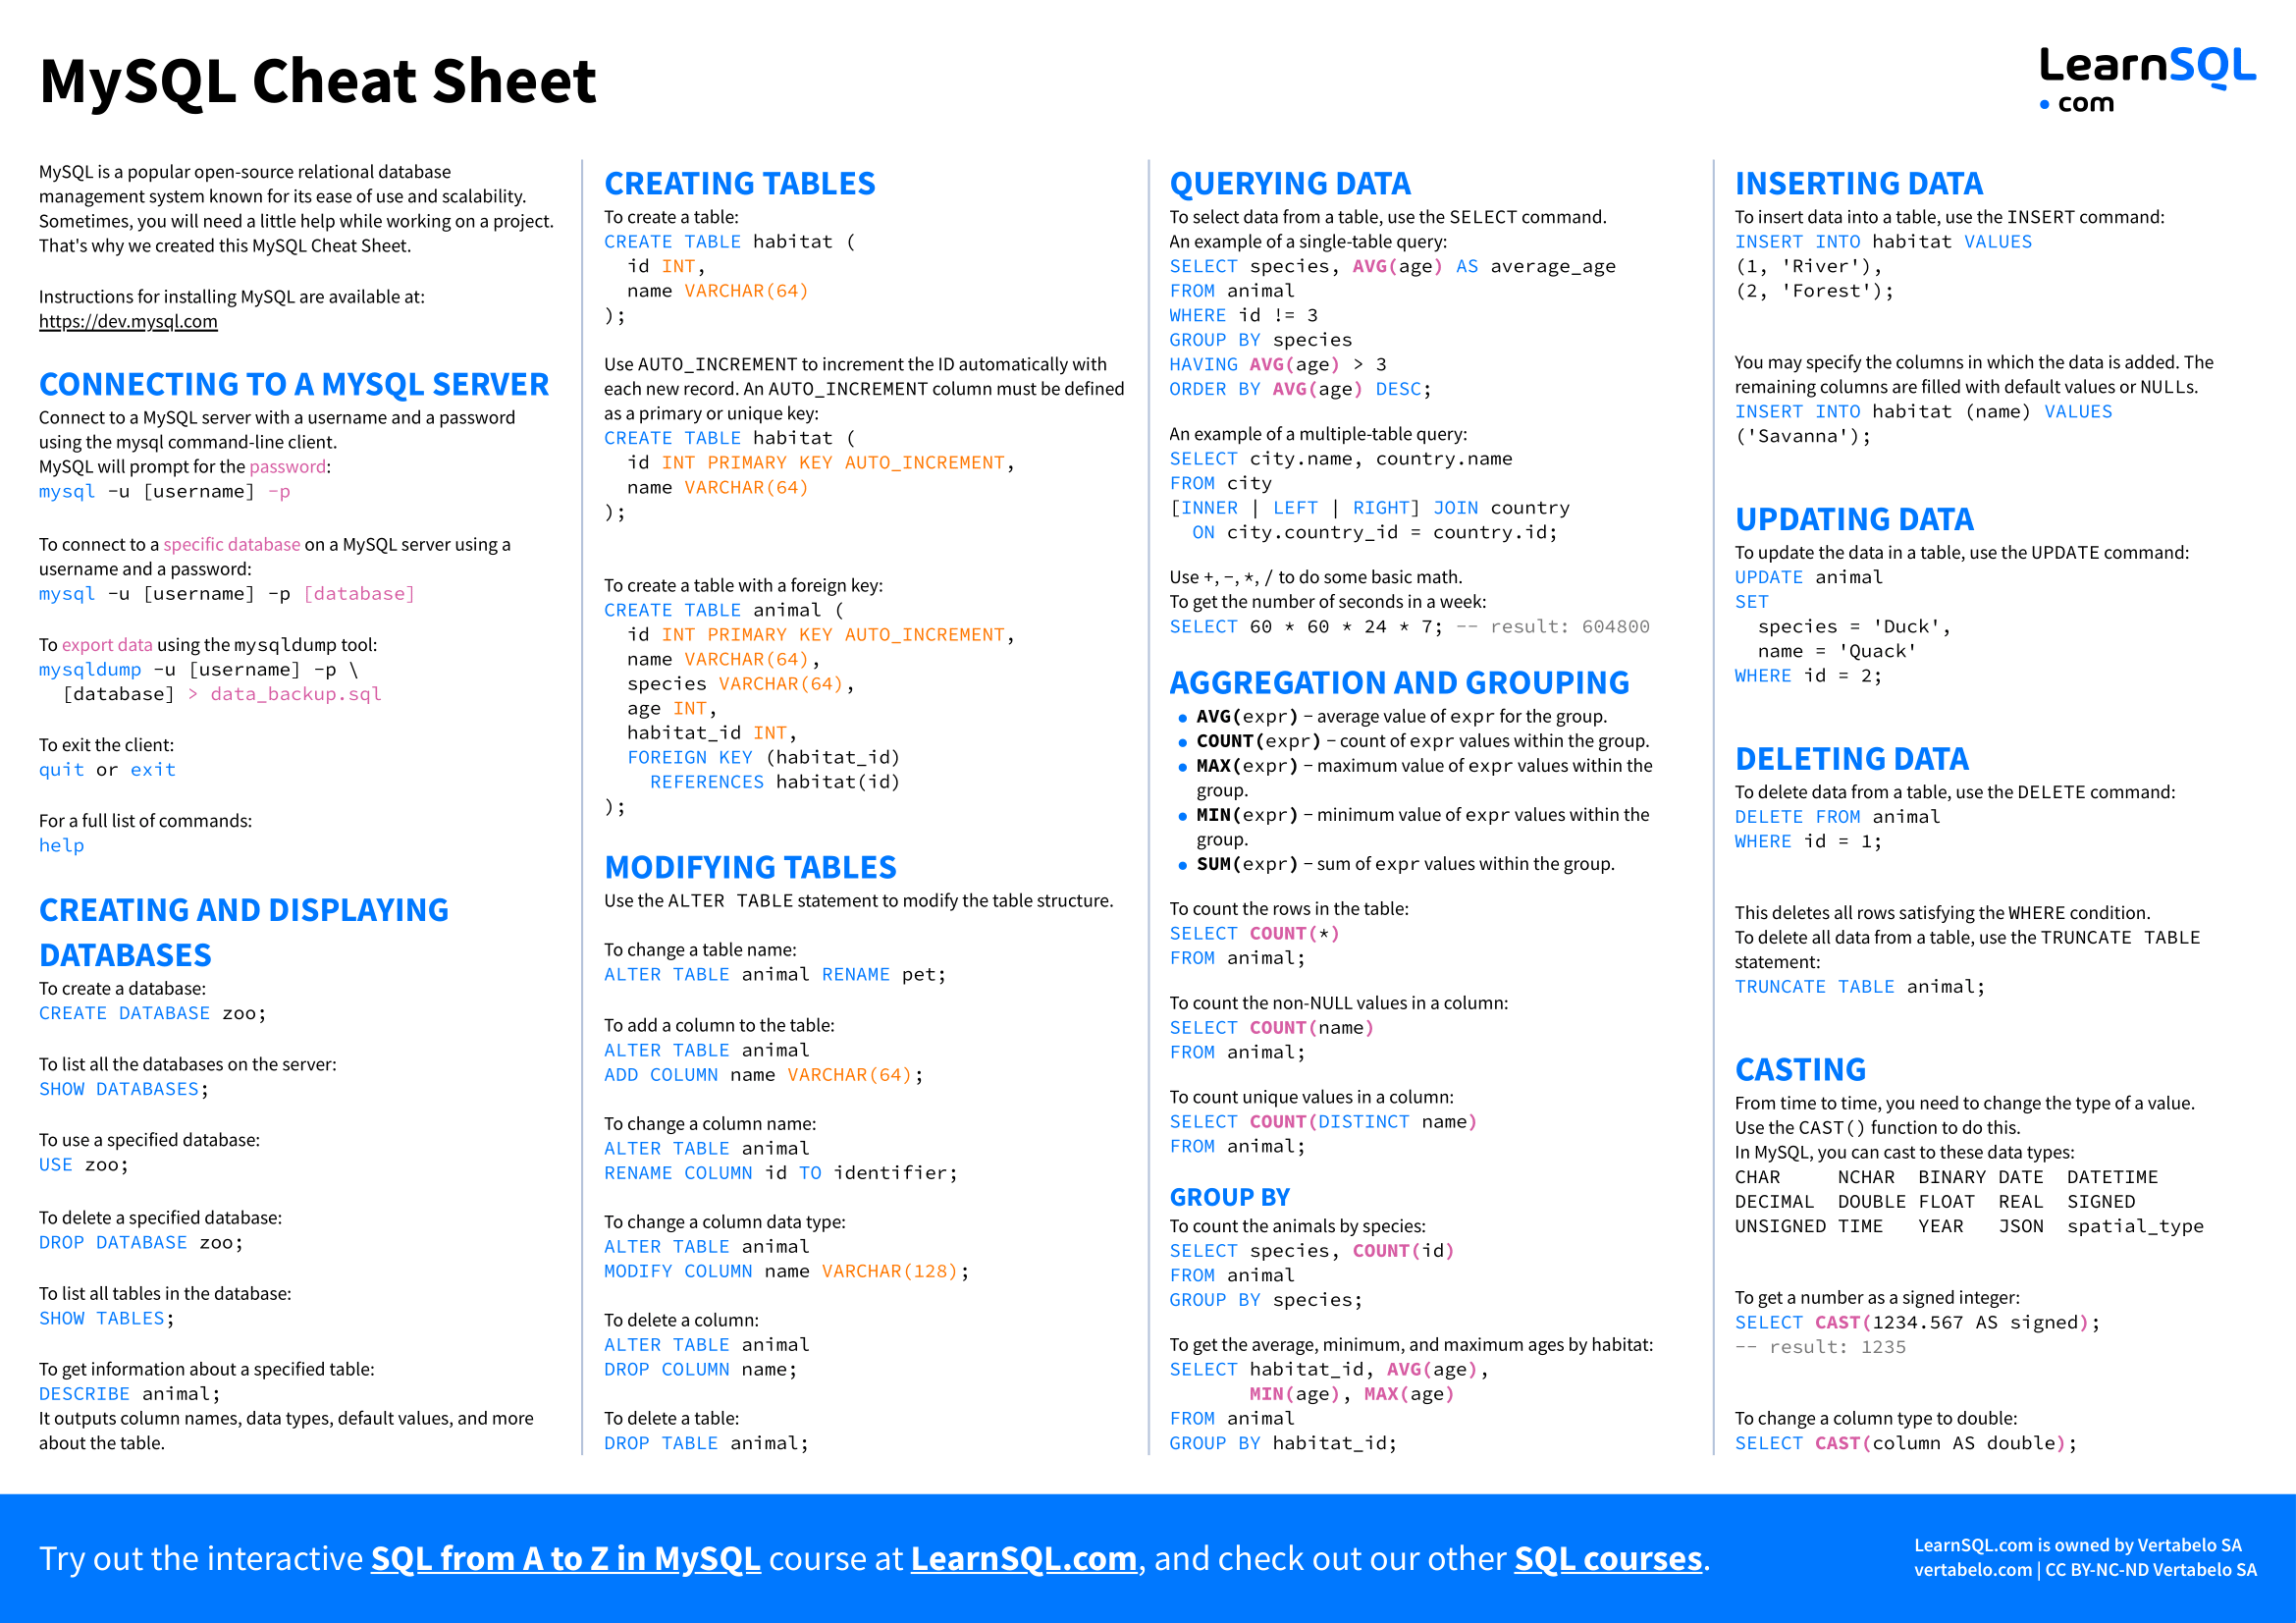 MySQL Cheat Sheet
LearnSQL
• com
MySQL is a popular open-source relational database
management system known for its ease of use and scalability.
Sometimes, you will need a little help while working on a project.
That's why we created this MySQL Cheat Sheet.
Instructions for installing MySQL are available at:
https://dev.mysql.com
CONNECTING TO A MYSQL SERVER
Connect to a MySQL server with a username and a password
using the mysql command-line client.
MySQL will prompt for the password:
mysql -u [username] -p
To connect to a specific database on a MySQL server using a
username and a password:
mysql -u [username] -p [database]
To export data using the mysqldump tool:
mysqldump -u [username] -p \
  [database] > data_backup.sql
To exit the client:
quit or exit
For a full list of commands:
help
CREATING AND DISPLAYING
DATABASES
To create a database:
CREATE DATABASE zoo;
To list all the databases on the server:
SHOW DATABASES;
To use a specified database:
USE zoo;
To delete a specified database:
DROP DATABASE zoo;
To list all tables in the database:
SHOW TABLES;
To get information about a specified table:
DESCRIBE animal;
It outputs column names, data types, default values, and more
about the table.
CREATING TABLES
To create a table:
CREATE TABLE habitat (
  id INT,
  name VARCHAR(64)
);
Use AUTO_INCREMENT to increment the ID automatically with
each new record. An AUTO_INCREMENT column must be defined
as a primary or unique key:
CREATE TABLE habitat (
  id INT PRIMARY KEY AUTO_INCREMENT,
  name VARCHAR(64)
);
To create a table with a foreign key:
CREATE TABLE animal (
  id INT PRIMARY KEY AUTO_INCREMENT,
  name VARCHAR(64),
  species VARCHAR(64),
  age INT,
  habitat_id INT,
  FOREIGN KEY (habitat_id)
    REFERENCES habitat(id)
);
MODIFYING TABLES
Use the ALTER TABLE statement to modify the table structure.
To change a table name:
ALTER TABLE animal RENAME pet;
To add a column to the table:
ALTER TABLE animal
ADD COLUMN name VARCHAR(64);
To change a column name:
ALTER TABLE animal
RENAME COLUMN id TO identifier;
To change a column data type:
ALTER TABLE animal
MODIFY COLUMN name VARCHAR(128);
To delete a column:
ALTER TABLE animal
DROP COLUMN name;
To delete a table:
DROP TABLE animal;
QUERYING DATA
To select data from a table, use the SELECT command.
An example of a single-table query:
SELECT species, AVG(age) AS average_age
FROM animal
WHERE id != 3
GROUP BY species
HAVING AVG(age) > 3
ORDER BY AVG(age) DESC;
An example of a multiple-table query:
SELECT city.name, country.name
FROM city
[INNER | LEFT | RIGHT] JOIN country
  ON city.country_id = country.id;
Use +, -, *, / to do some basic math.
To get the number of seconds in a week:
SELECT 60 * 60 * 24 * 7; -- result: 604800
AGGREGATION AND GROUPING
• AVG(expr) − average value of expr for the group.
• COUNT(expr) − count of expr values within the group.
• MAX(expr) − maximum value of expr values within the
group.
• MIN(expr) − minimum value of expr values within the
group.
• SUM(expr) − sum of expr values within the group.
To count the rows in the table:
SELECT COUNT(*)
FROM animal;
To count the non-NULL values in a column:
SELECT COUNT(name)
FROM animal;
To count unique values in a column:
SELECT COUNT(DISTINCT name)
FROM animal;
GROUP BY
To count the animals by species:
SELECT species, COUNT(id)
FROM animal
GROUP BY species;
To get the average, minimum, and maximum ages by habitat:
SELECT habitat_id, AVG(age),
       MIN(age), MAX(age)
FROM animal
GROUP BY habitat_id;
INSERTING DATA
To insert data into a table, use the INSERT command:
INSERT INTO habitat VALUES
(1, 'River'),
(2, 'Forest');
You may specify the columns in which the data is added. The
remaining columns are filled with default values or NULLs.
INSERT INTO habitat (name) VALUES
('Savanna');
UPDATING DATA
To update the data in a table, use the UPDATE command:
UPDATE animal
SET
  species = 'Duck',
  name = 'Quack'
WHERE id = 2;
DELETING DATA
To delete data from a table, use the DELETE command:
DELETE FROM animal
WHERE id = 1;
This deletes all rows satisfying the WHERE condition.
To delete all data from a table, use the TRUNCATE TABLE
statement:
TRUNCATE TABLE animal;
CASTING
From time to time, you need to change the type of a value.
Use the CAST() function to do this.
In MySQL, you can cast to these data types:
CHAR     NCHAR  BINARY DATE  DATETIME
DECIMAL  DOUBLE FLOAT  REAL  SIGNED
UNSIGNED TIME   YEAR   JSON  spatial_type
To get a number as a signed integer:
SELECT CAST(1234.567 AS signed);
-- result: 1235
To change a column type to double:
SELECT CAST(column AS double);
Try out the interactive SQL from A to Z in MySQL course at LearnSQL.com, and check out our other SQL courses.
LearnSQL.com is owned by Vertabelo SA
vertabelo.com | CC BY-NC-ND Vertabelo SA